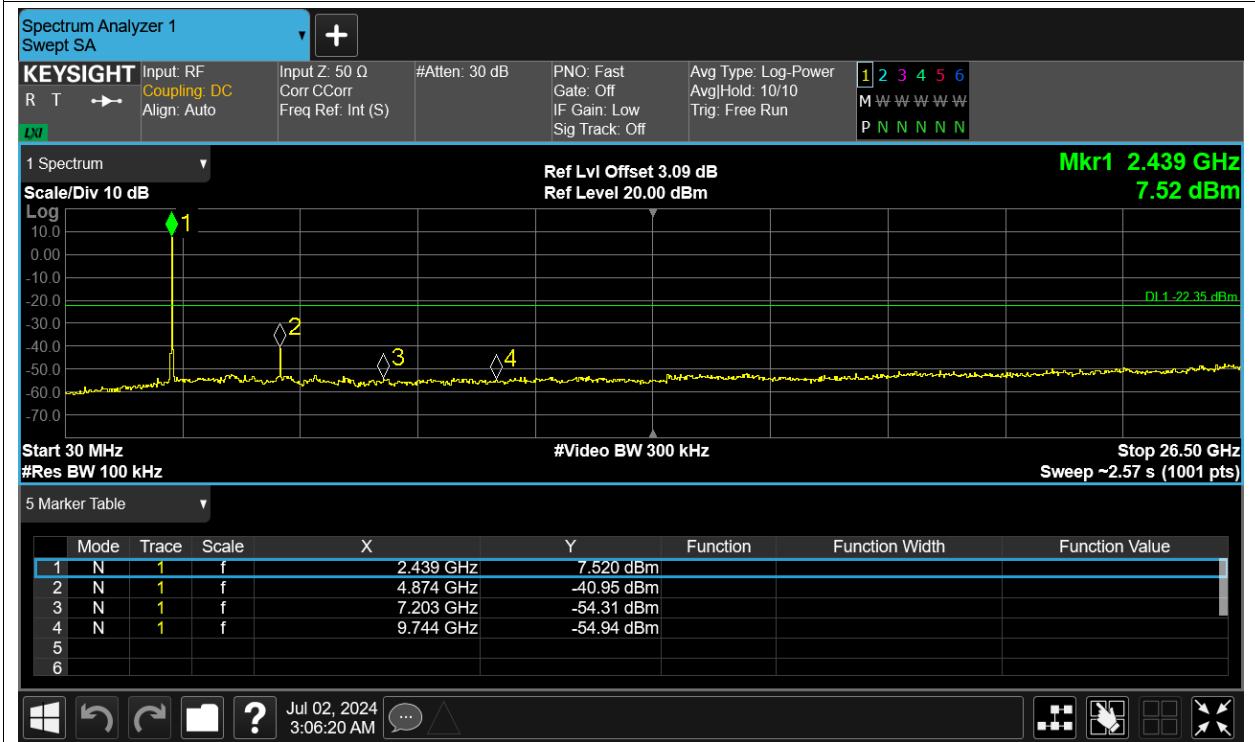 Spectrum Analyzer 1
Swept SA
+
KEYSIGHT Input: RF Input Z: 50 Ω #Atten: 30 dB PNO: Fast Avg Type: Log-Power 1 2 3 4 5 6
R T Coupling: DC Corr CCorr Gate: Off Avg|Hold: 10/10 M W W W W W
Align: Auto Freq Ref: Int (S) IF Gain: Low Trig: Free Run
LXI Sig Track: Off P N N N N N
1 Spectrum Ref Lvl Offset 3.09 dB Mkr1 2.439 GHz
Scale/Div 10 dB Ref Level 20.00 dBm 7.52 dBm
Log
1
10.0
0.00
-10.0
-20.0 DL1 -22.35 dBm
-30.0 2
-40.0 3 4
-50.0
-60.0
-70.0
Start 30 MHz #Video BW 300 kHz Stop 26.50 GHz
#Res BW 100 kHz Sweep ~2.57 s (1001 pts)
5 Marker Table
Mode Trace Scale X Y Function Function Width Function Value
1 N 1 f 2.439 GHz 7.520 dBm
2 N 1 f 4.874 GHz -40.95 dBm
3 N 1 f 7.203 GHz -54.31 dBm
4 N 1 f 9.744 GHz -54.94 dBm
5
6
? Jul 02, 2024
3:06:20 AM